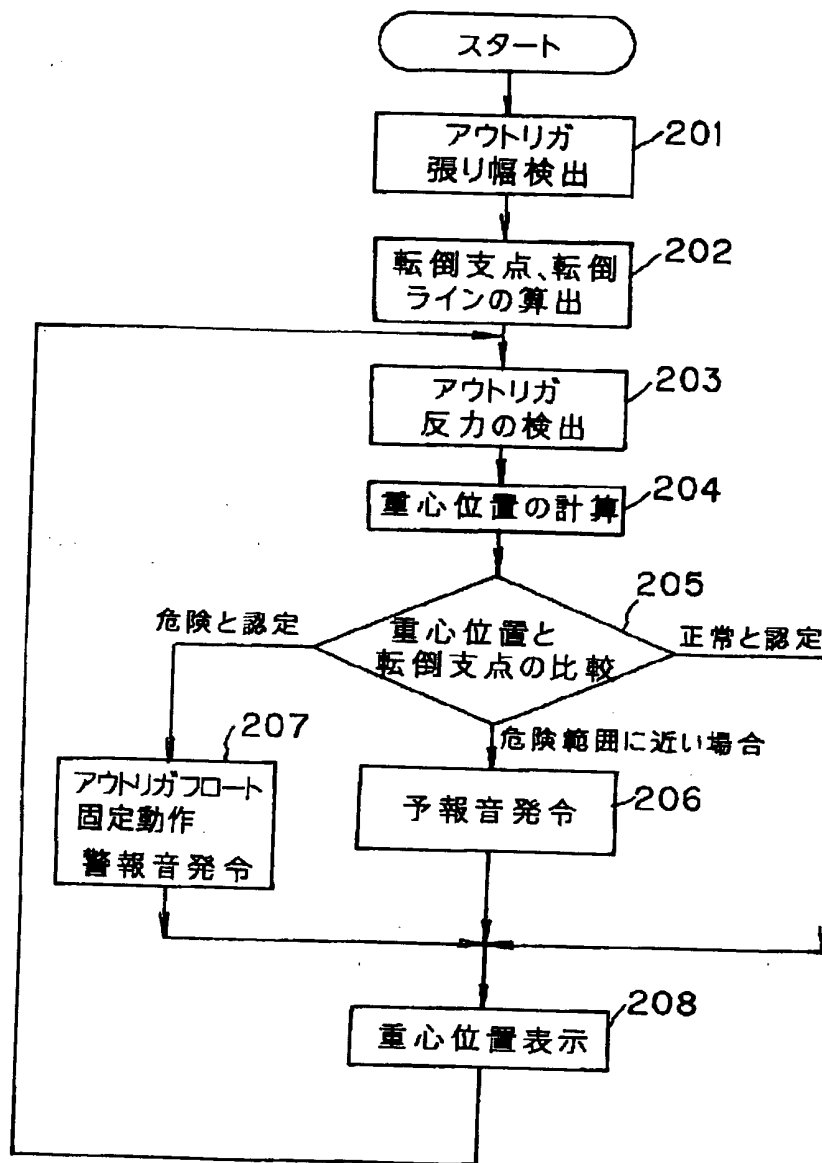 スタート
アウトリガ
張り幅検出
201
転倒支点、転倒
ラインの算出
202
アウトリガ
反力の検出
203
重心位置の計算
204
205
危険と認定
重心位置と
転倒支点の比較
正常と認定
危険範囲に近い場合
207
アウトリガフロート
固定動作
警報音発令
予報音発令
206
重心位置表示
208